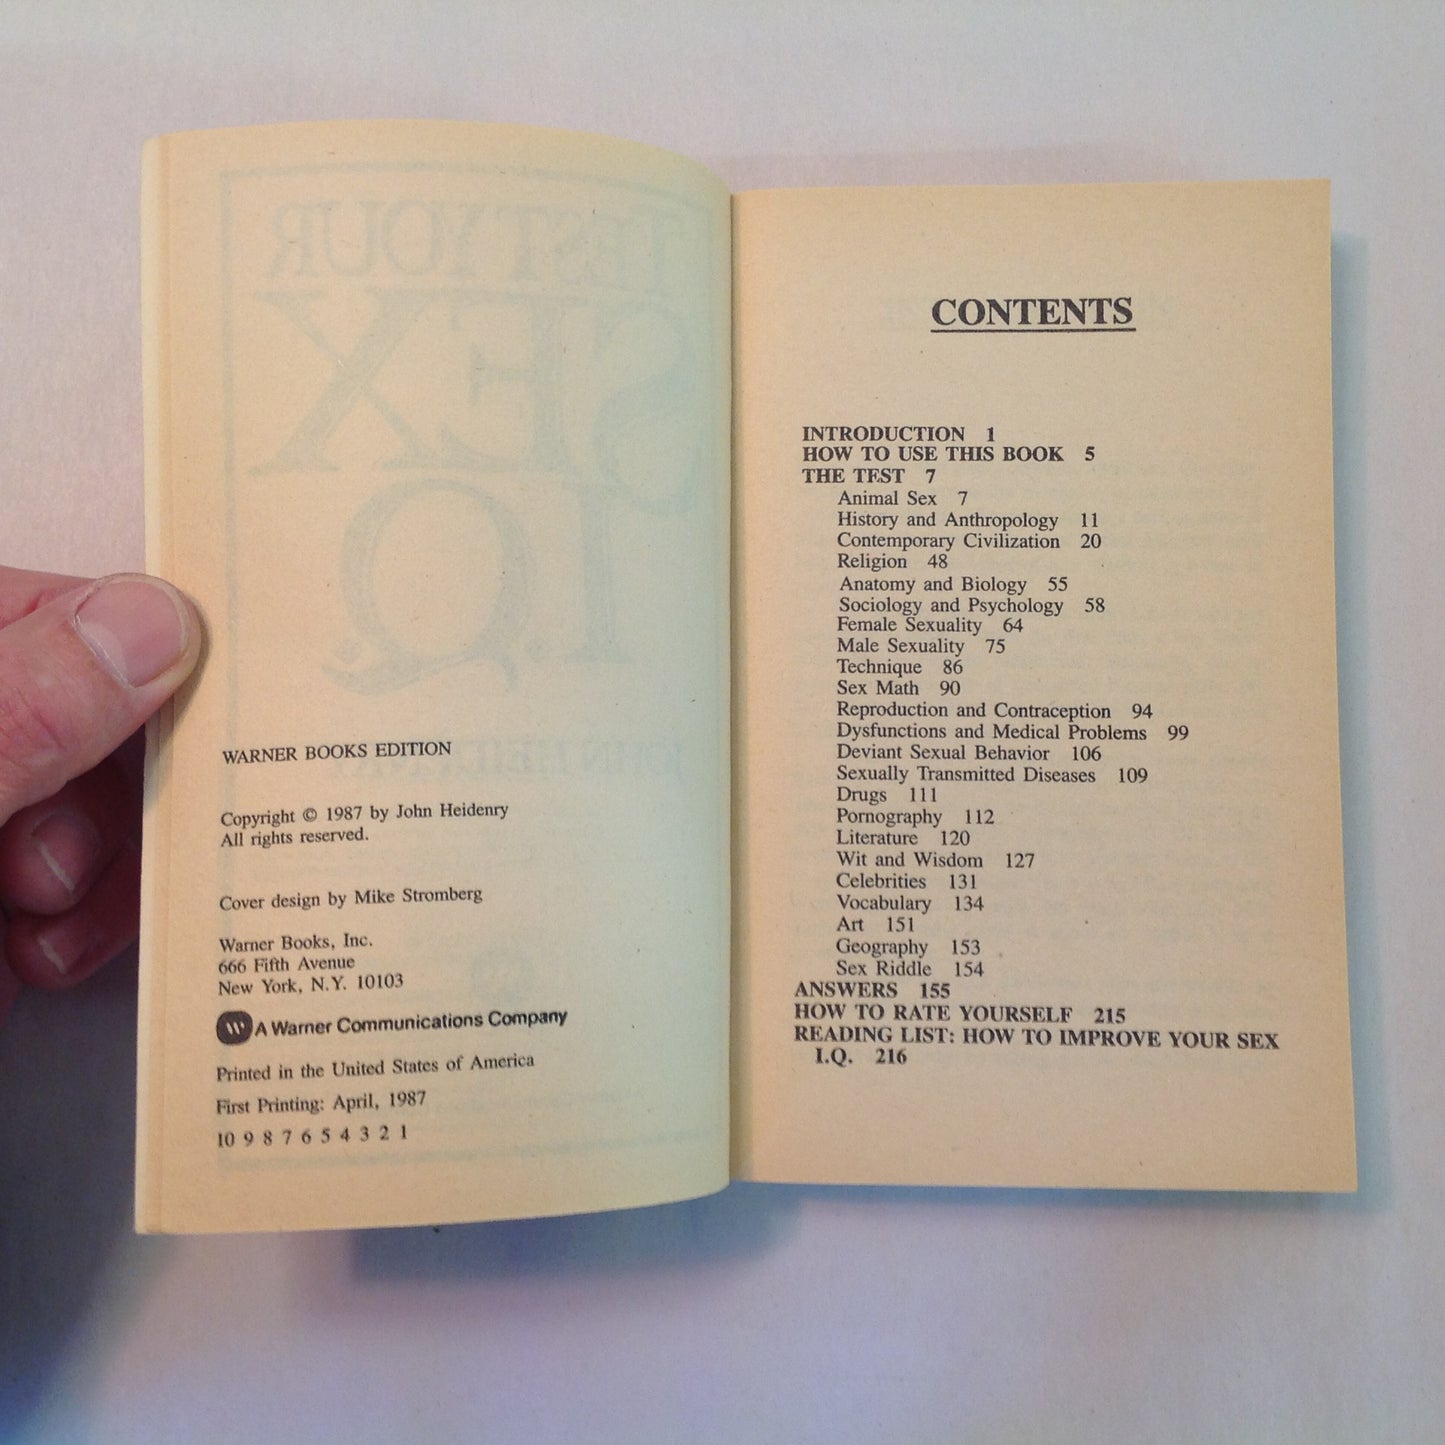 WARNER BOOKS EDITION
Copyright © 1987 by John Heidenry
All rights reserved.
Cover design by Mike Stromberg
Warner Books, Inc.
666 Fifth Avenue
New York, N.Y. 10103
A Warner Communications Company
Printed in the United States of America
First Printing: April, 1987
10 9 8 7 6 5 4 3 2 1
TEST YOUR
SEX
I.Q.
JOHN HEIDENRY
CONTENTS
INTRODUCTION 1
HOW TO USE THIS BOOK 5
THE TEST 7
Animal Sex 7
History and Anthropology 11
Contemporary Civilization 20
Religion 48
Anatomy and Biology 55
Sociology and Psychology 58
Female Sexuality 64
Male Sexuality 75
Technique 86
Sex Math 90
Reproduction and Contraception 94
Dysfunctions and Medical Problems 99
Deviant Sexual Behavior 106
Sexually Transmitted Diseases 109
Drugs 111
Pornography 112
Literature 120
Wit and Wisdom 127
Celebrities 131
Vocabulary 134
Art 151
Geography 153
Sex Riddle 154
ANSWERS 155
HOW TO RATE YOURSELF 215
READING LIST: HOW TO IMPROVE YOUR SEX
I.Q. 216